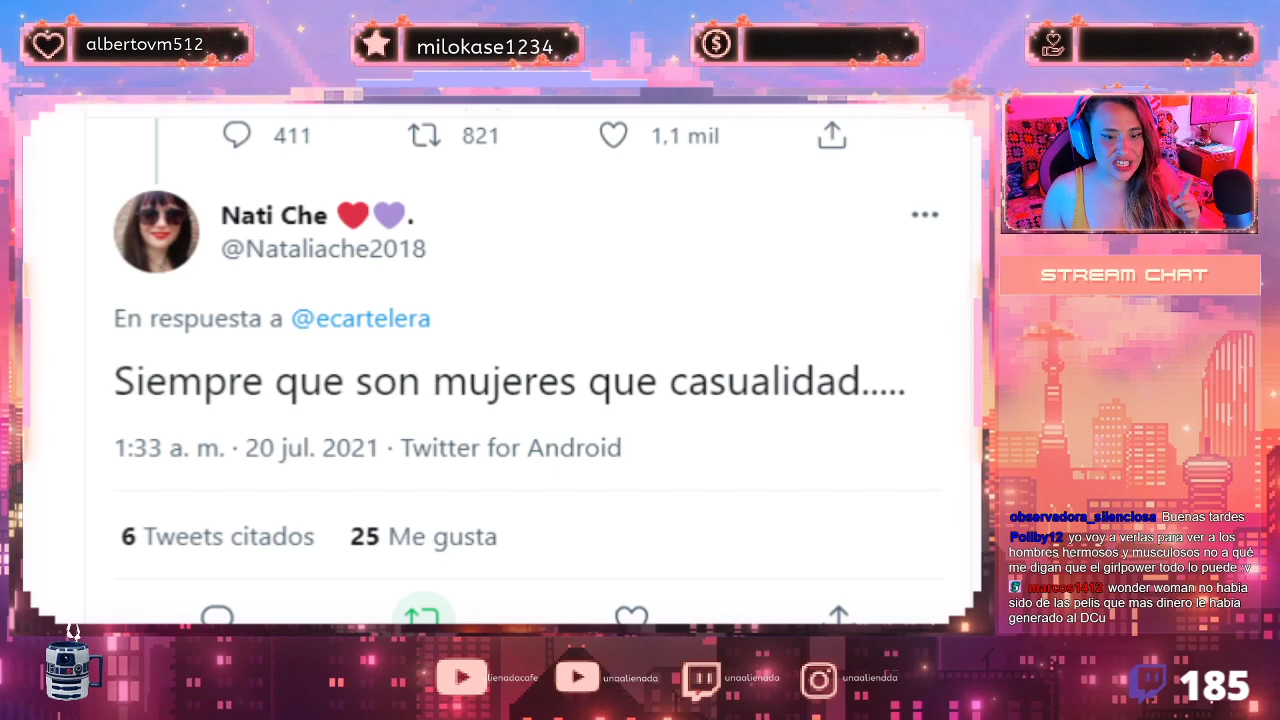 albertovm512
milokase1234
411
821
1,1 mil
Nati Che ❤️💜.
@Nataliache2018
En respuesta a @ecartelera
Siempre que son mujeres que casualidad.....
1:33 a. m. · 20 jul. 2021 · Twitter for Android
6 Tweets citados 25 Me gusta
STREAM CHAT
observadora_silenciosa Buenas tardes
Pollby12 yo voy a verlas para ver a los
hombres hermosos y musculosos no a qué
me digan que el girlpower todo lo puede :v
marcos1412 wonder woman no habia
sido de las pelis que mas dinero le habia
generado al DCu
lienadacafe
unaalienada
unaalienada
unaalienada
185